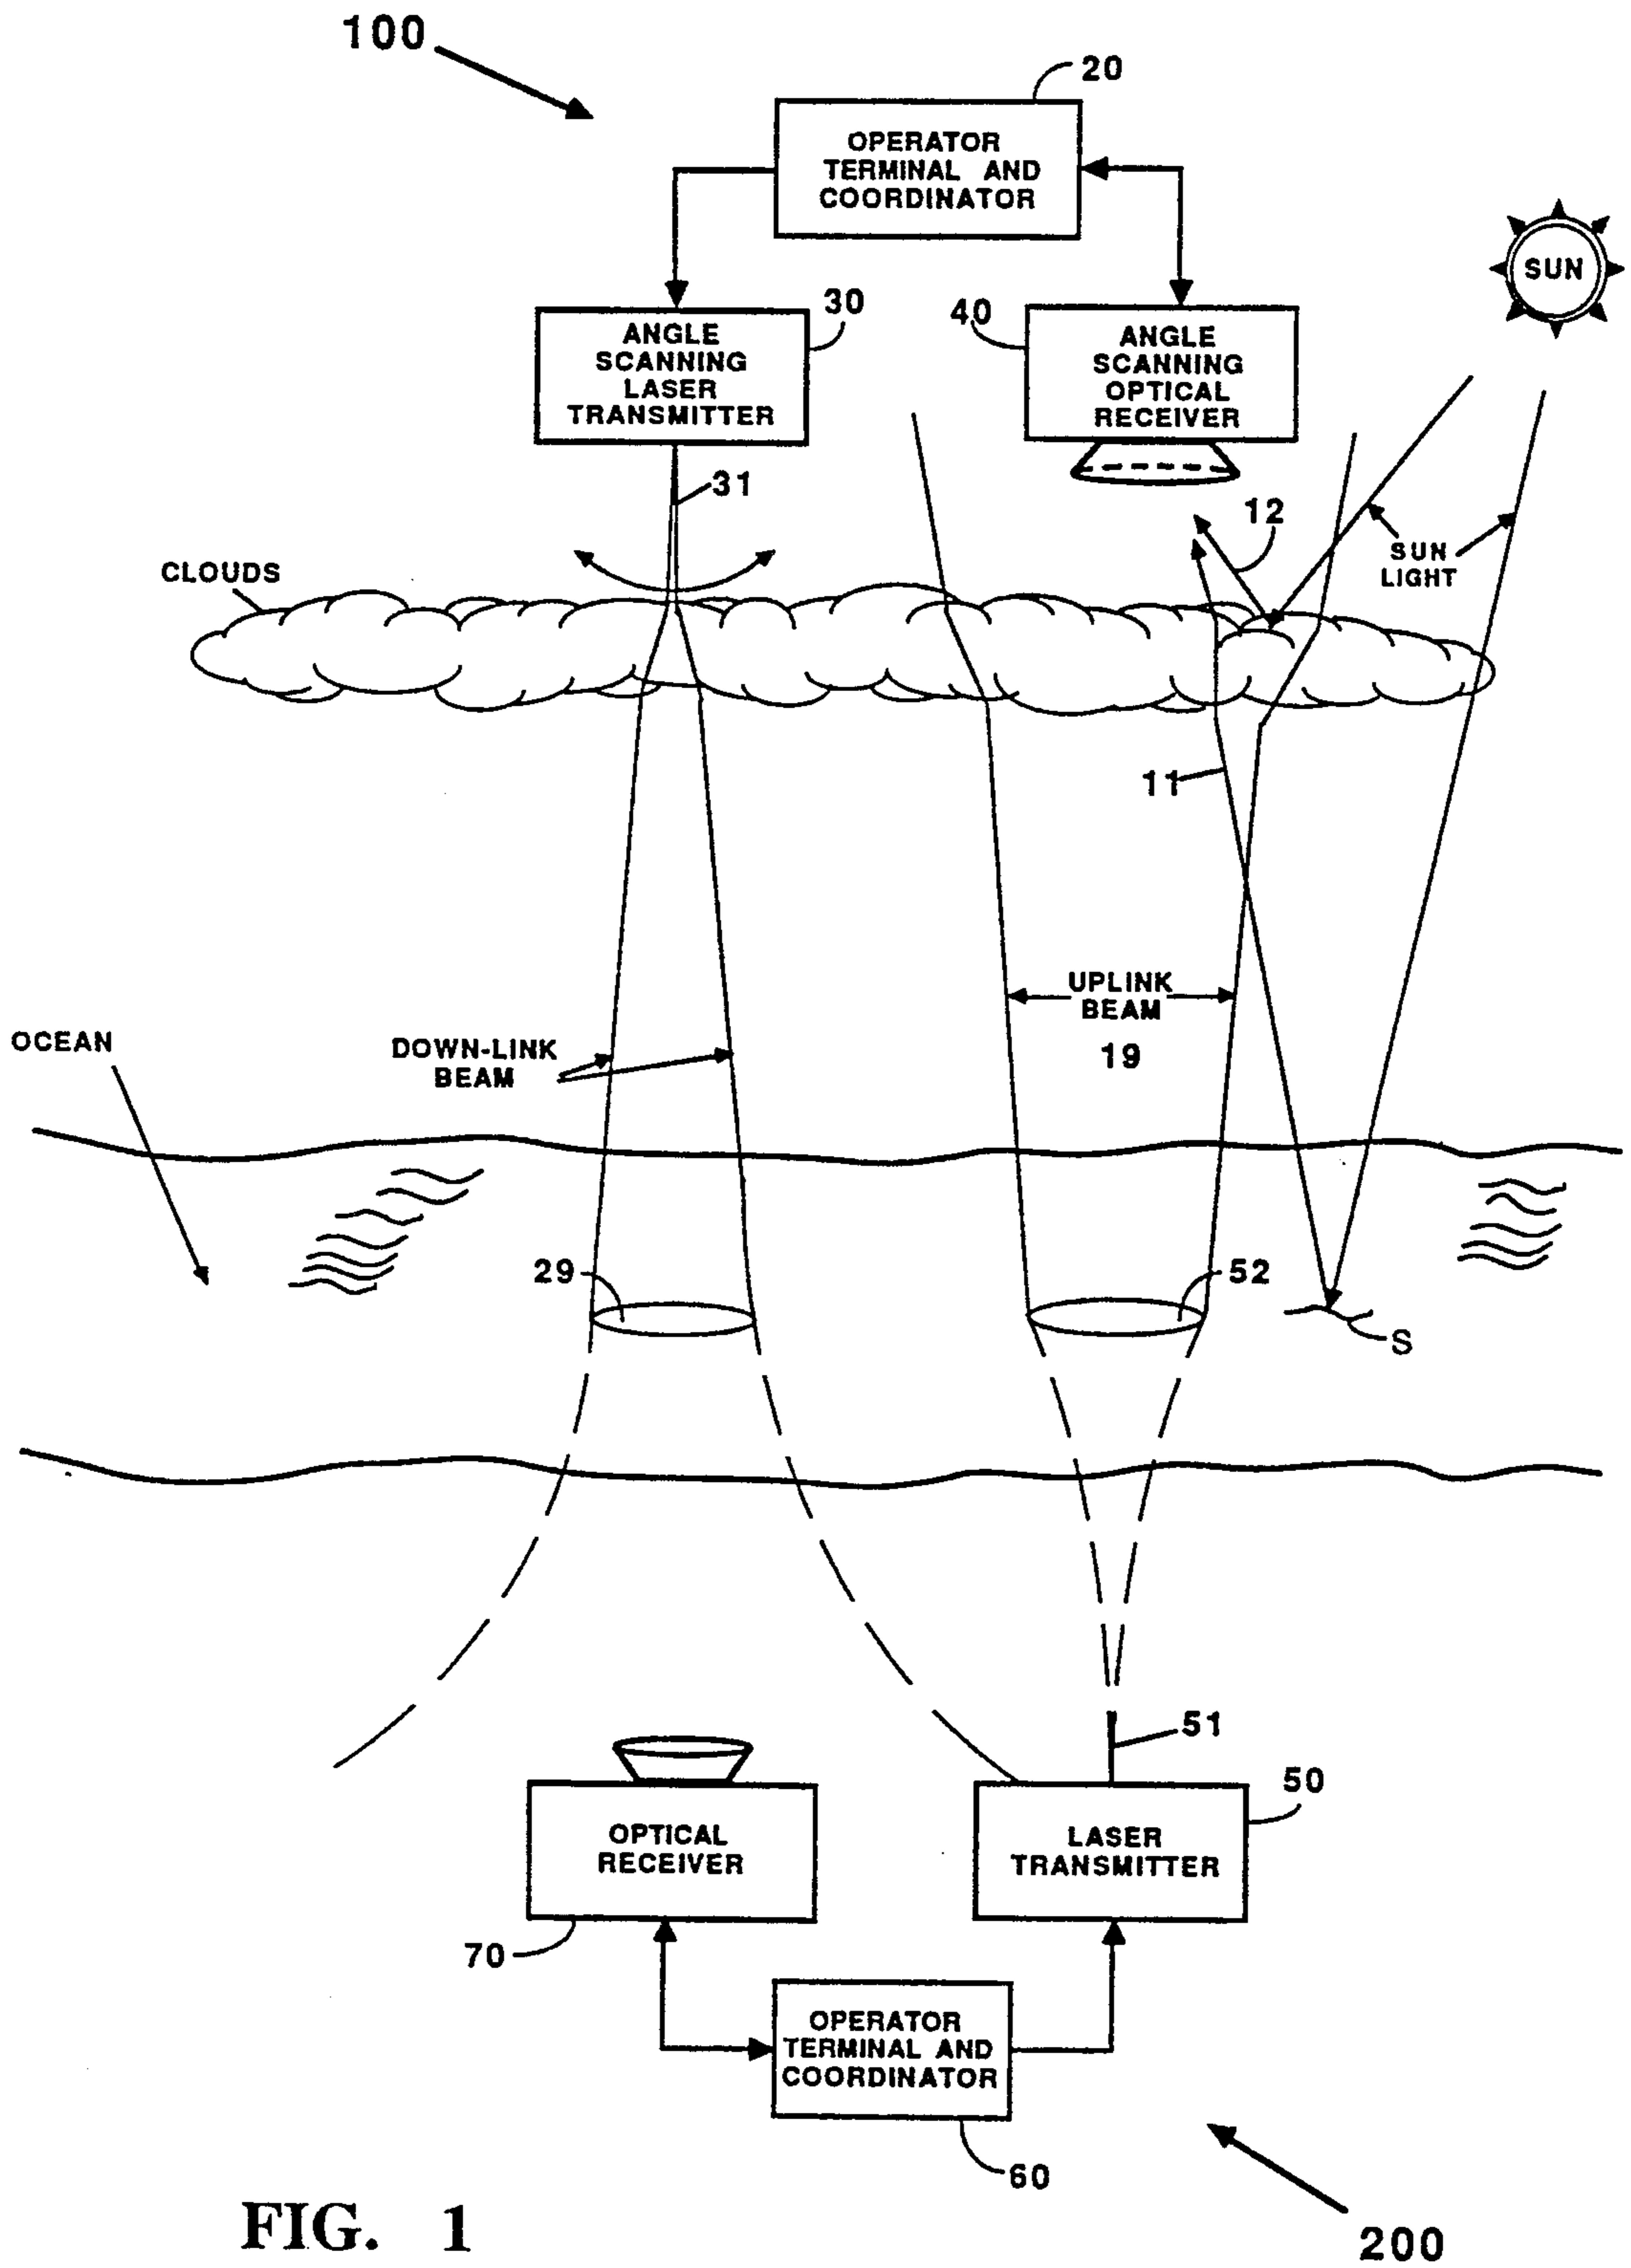 100
20
OPERATOR
TERMINAL AND
COORDINATOR
SUN
30
40
ANGLE
SCANNING
LASER
TRANSMITTER
ANGLE
SCANNING
OPTICAL
RECEIVER
31
12
SUN
LIGHT
CLOUDS
11
UPLINK
BEAM
19
OCEAN
DOWN-LINK
BEAM
29
52
S
51
50
OPTICAL
RECEIVER
LASER
TRANSMITTER
70
OPERATOR
TERMINAL AND
COORDINATOR
60
FIG. 1
200